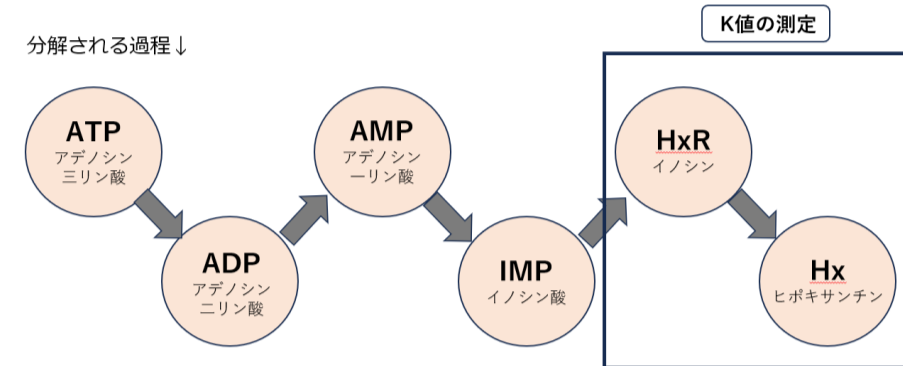 K値の測定
分解される過程↓
ATP
アデノシン
三リン酸
ADP
アデノシン
二リン酸
AMP
アデノシン
一リン酸
IMP
イノシン酸
HxR
イノシン
Hx
ヒポキサンチン